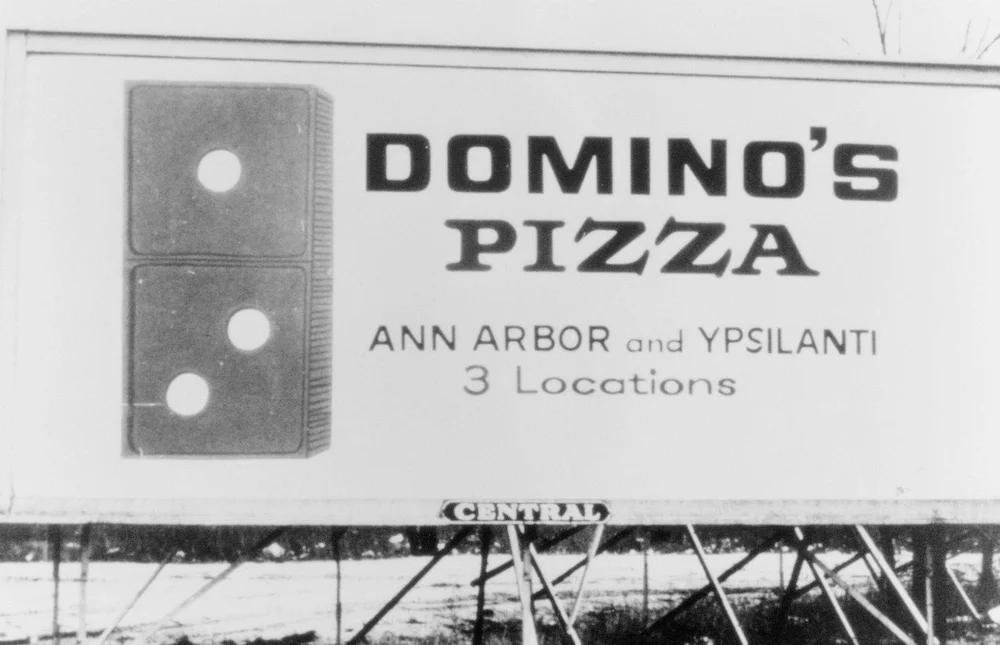 DOMINO'S
PIZZA
ANN ARBOR and YPSILANTI
3 Locations
CENTRAL